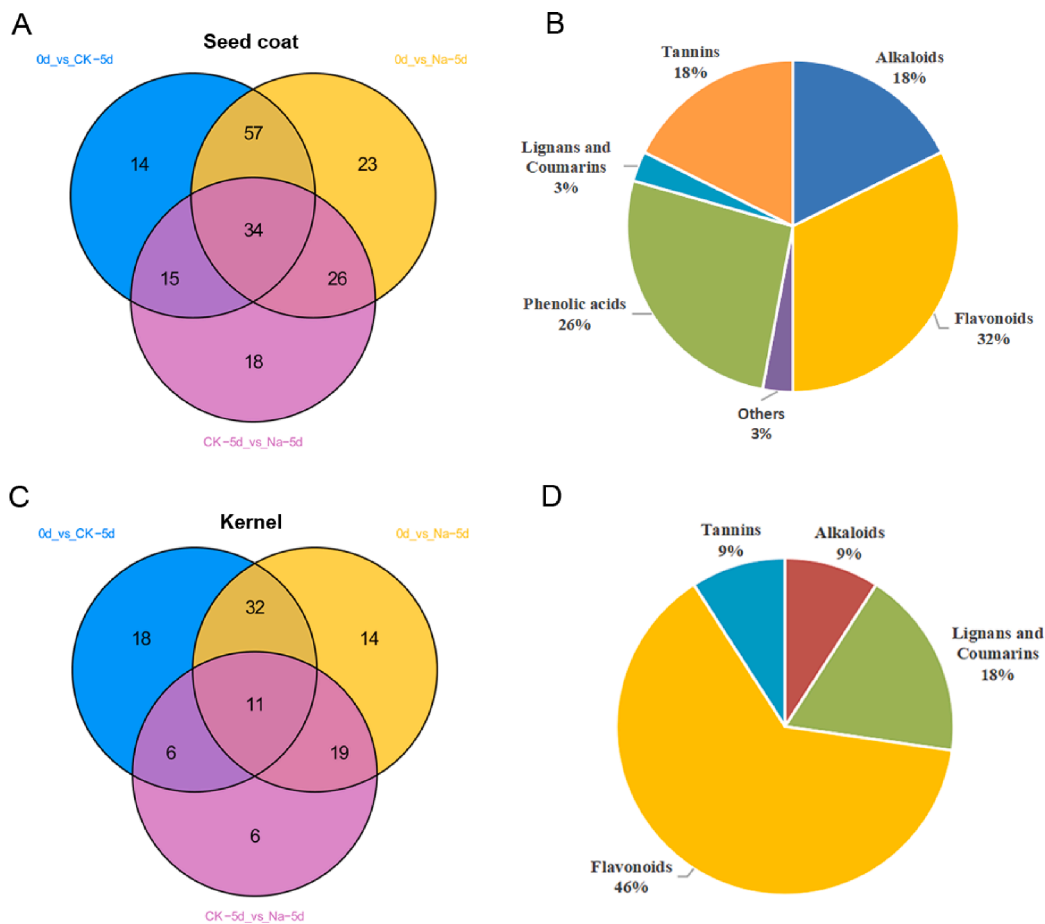 A
Seed coat
0d_vs_CK-5d
0d_vs_Na-5d
57
14
23
34
15
26
18
CK-5d_vs_Na-5d
B
Tannins
18%
Alkaloids
18%
Lignans and
Coumarins
3%
Phenolic acids
26%
Flavonoids
32%
Others
3%
C
Kernel
0d_vs_CK-5d
0d_vs_Na-5d
32
18
14
11
6
19
6
CK-5d_vs_Na-5d
D
Tannins
9%
Alkaloids
9%
Lignans and
Coumarins
18%
Flavonoids
46%